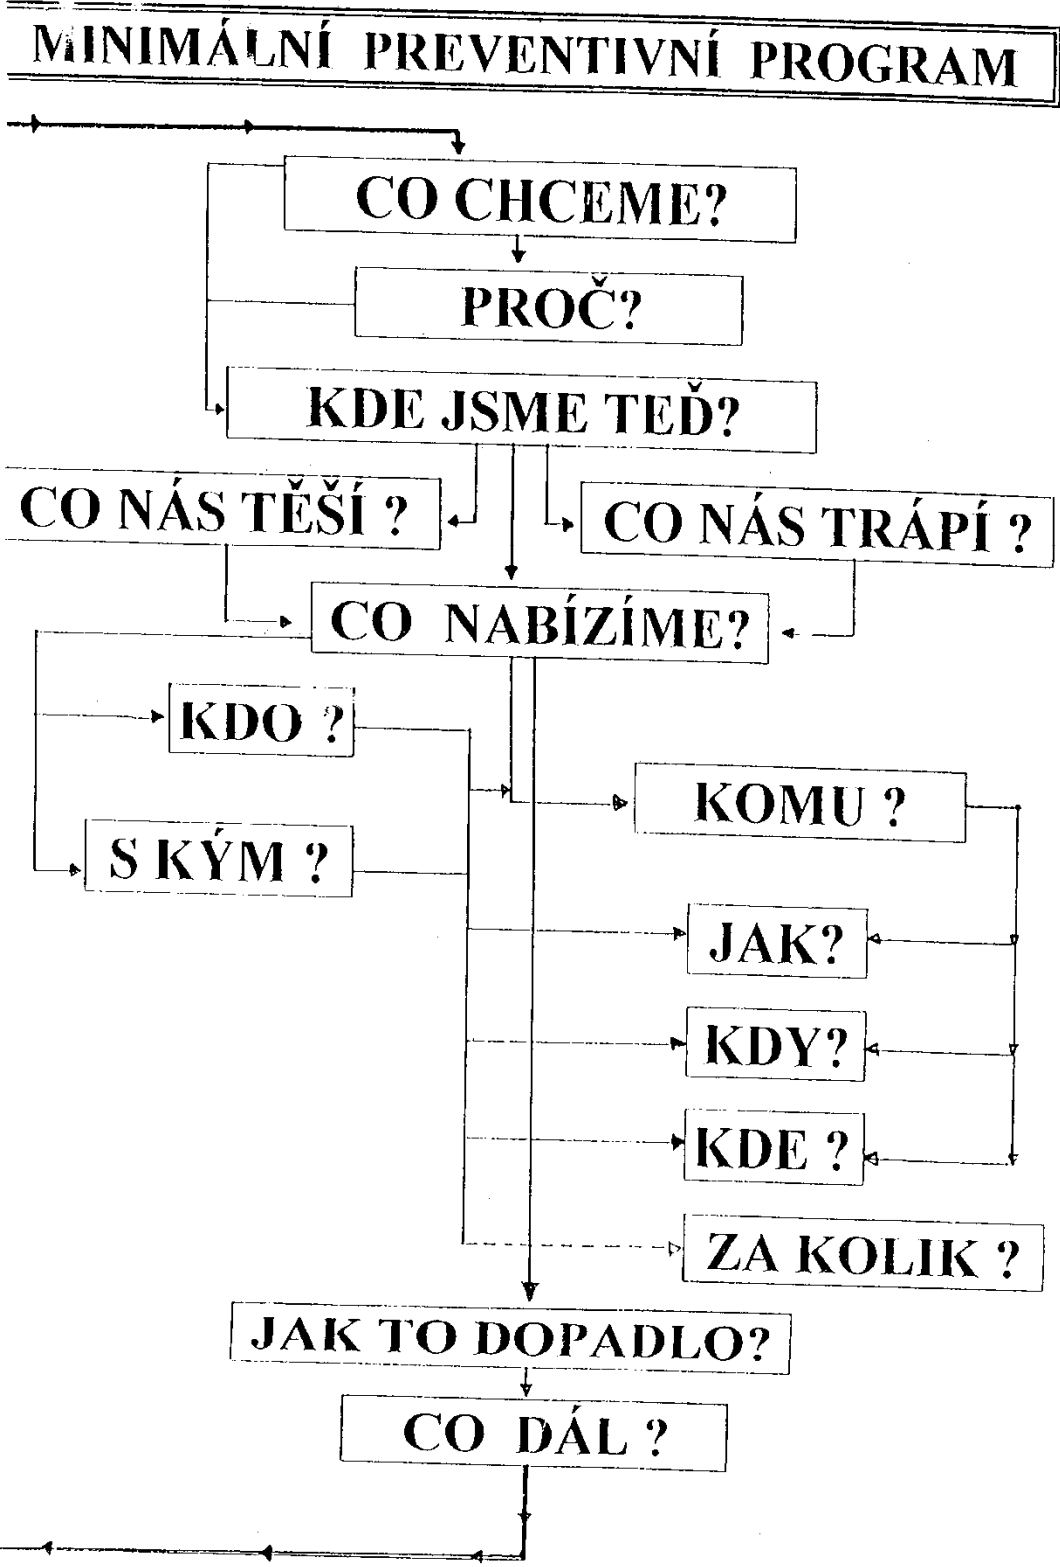 MINIMÁLNÍ PREVENTIVNÍ PROGRAM
CO CHCEME?
PROČ?
KDE JSME TEĎ?
CO NÁS TĚŠÍ ?
CO NÁS TRÁPÍ ?
CO NABÍZÍME?
KDO ?
KOMU ?
S KÝM ?
JAK?
KDY?
KDE ?
ZA KOLIK ?
JAK TO DOPADLO?
CO DÁL ?